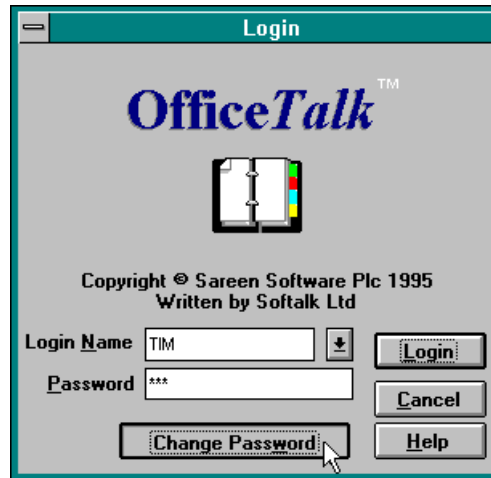 Login
OfficeTalk™
Copyright © Sareen Software Plc 1995
Written by Softalk Ltd
Login Name TIM
Login
Password ***
Cancel
Change Password
Help